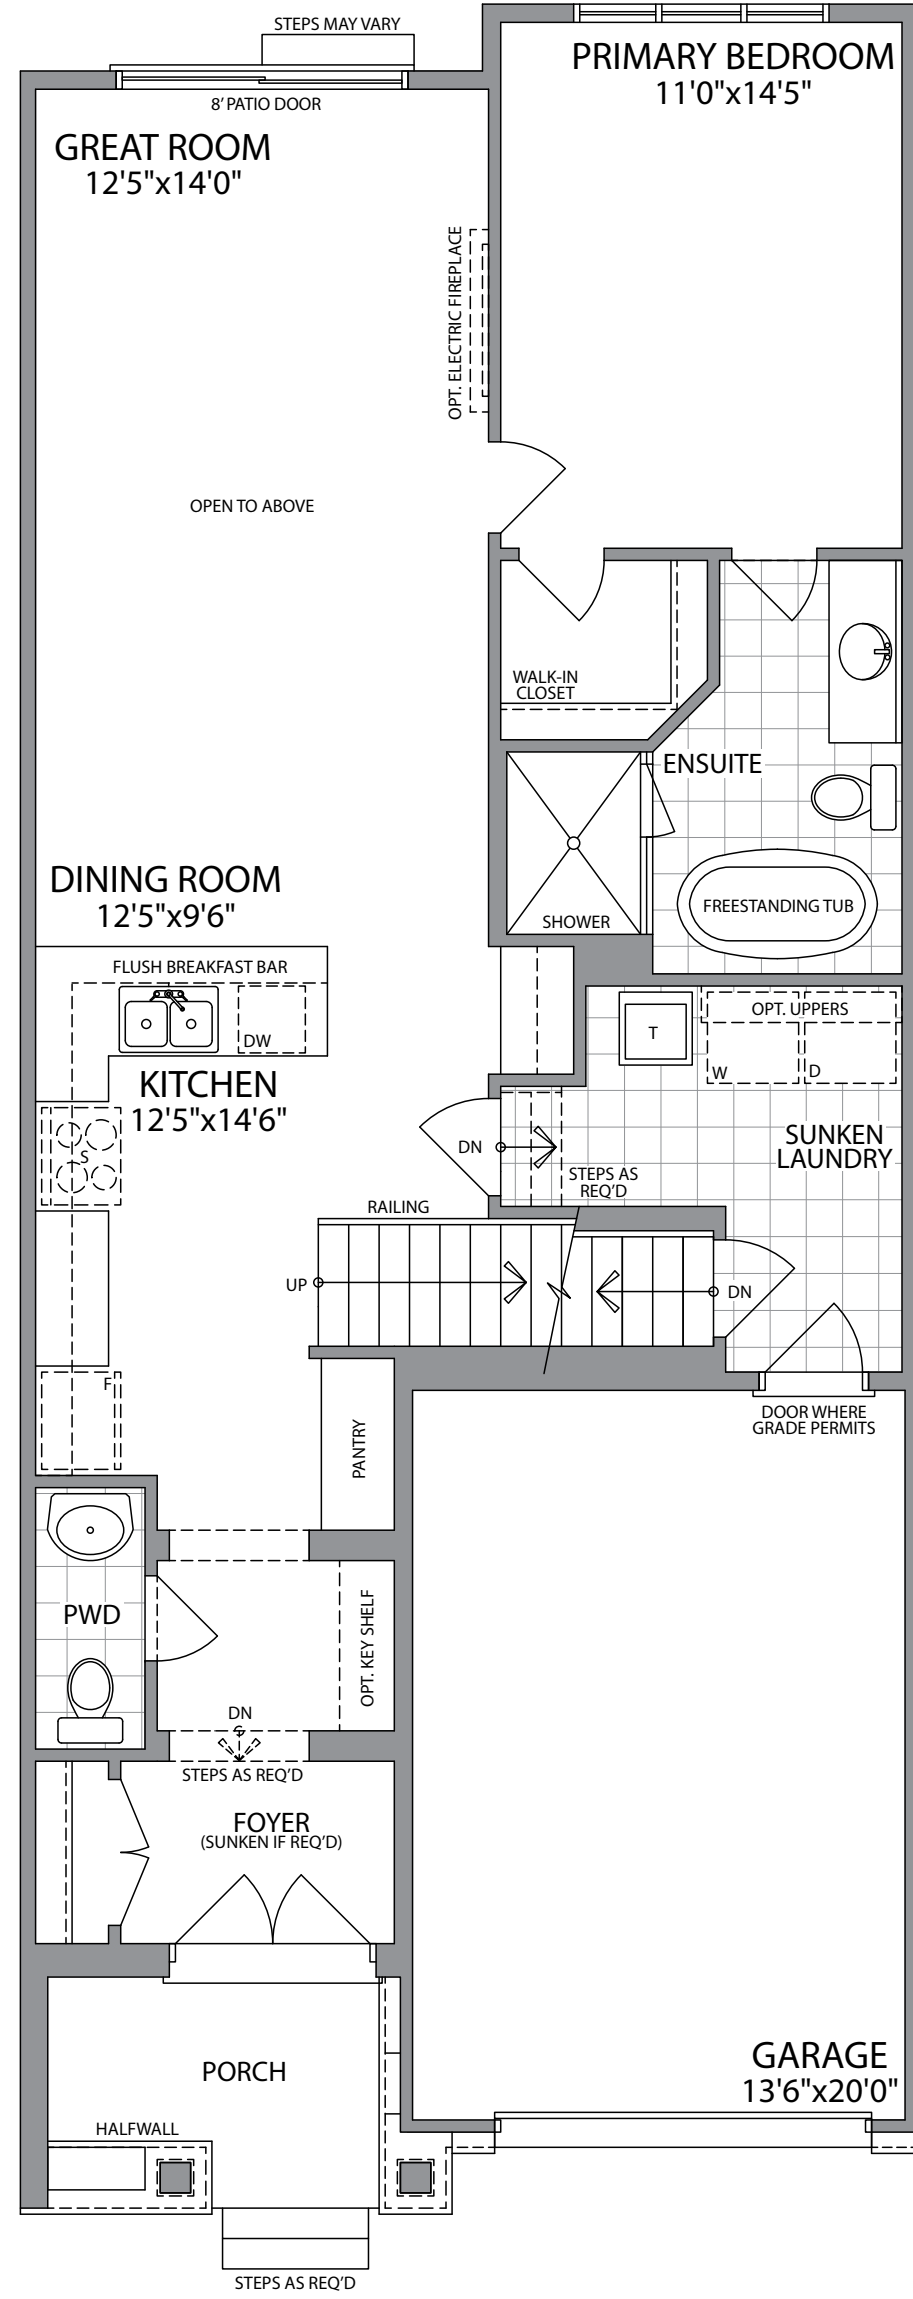 STEPS MAY VARY
PRIMARY BEDROOM
11'0"x14'5"
8' PATIO DOOR
GREAT ROOM
12'5"x14'0"
OPT. ELECTRIC FIREPLACE
OPEN TO ABOVE
WALK-IN
CLOSET
ENSUITE
DINING ROOM
12'5"x9'6"
FREESTANDING TUB
SHOWER
FLUSH BREAKFAST BAR
OPT. UPPERS
DW
T
W
D
KITCHEN
12'5"x14'6"
S
DN
SUNKEN
LAUNDRY
STEPS AS
REQ'D
RAILING
UP
DN
F
DOOR WHERE
GRADE PERMITS
PANTRY
PWD
OPT. KEY SHELF
DN
STEPS AS REQ'D
FOYER
(SUNKEN IF REQ'D)
GARAGE
13'6"x20'0"
PORCH
HALFWALL
STEPS AS REQ'D